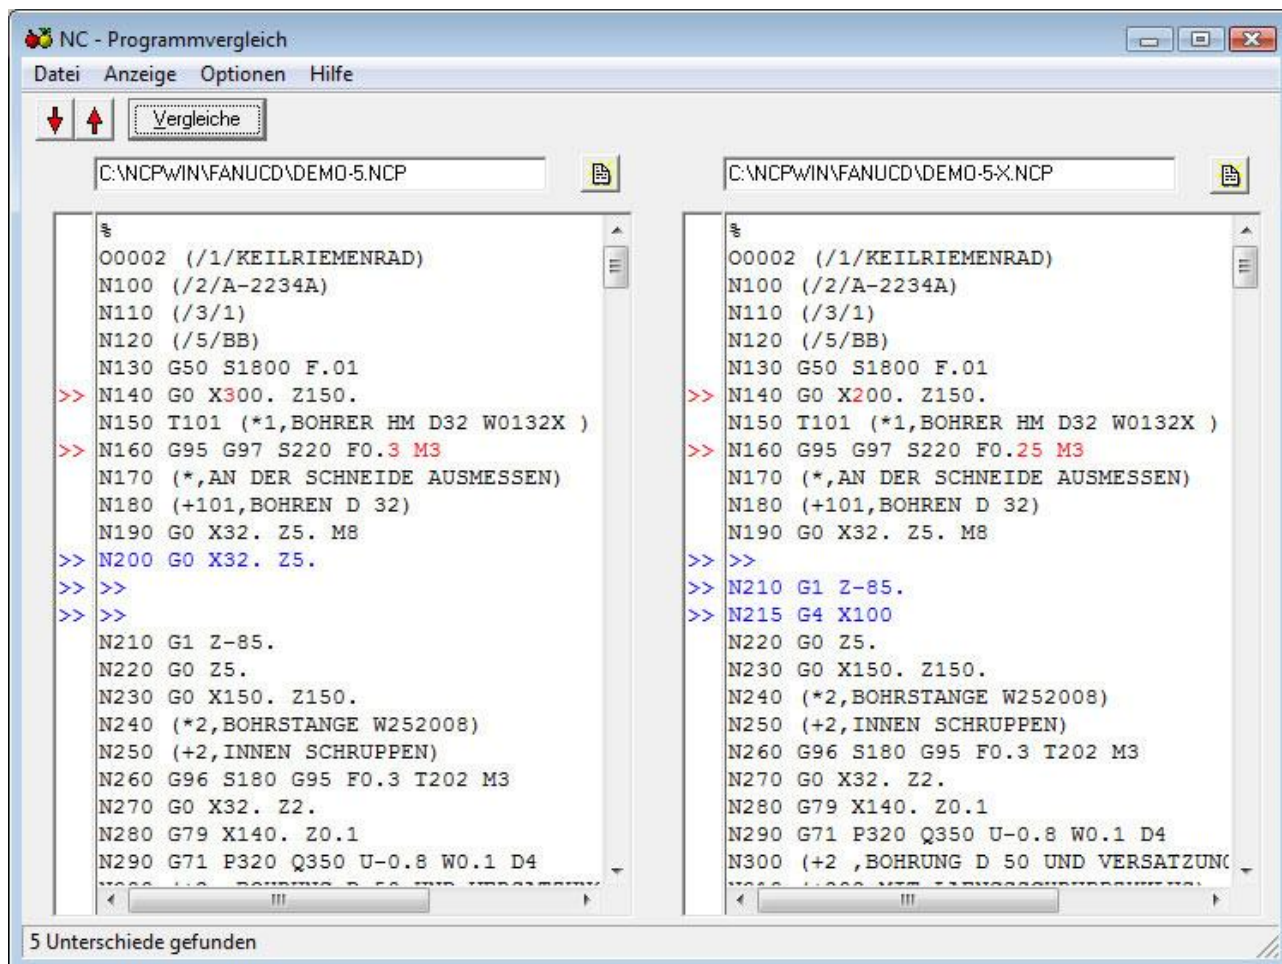 NC - Programmvergleich
Datei Anzeige Optionen Hilfe
Vergleiche
C:\NCPWIN\FANUCD\DEMO-5.NCP
%
O0002 (/1/KEILRIEMENRAD)
N100 (/2/A-2234A)
N110 (/3/1)
N120 (/5/BB)
N130 G50 S1800 F.01
>> N140 G0 X300. Z150.
N150 T101 (*1,BOHRER HM D32 W0132X )
>> N160 G95 G97 S220 F0.3 M3
N170 (*,AN DER SCHNEIDE AUSMESSEN)
N180 (+101,BOHREN D 32)
N190 G0 X32. Z5. M8
>> N200 G0 X32. Z5.
>> >>
>> >>
N210 G1 Z-85.
N220 G0 Z5.
N230 G0 X150. Z150.
N240 (*2,BOHRSTANGE W252008)
N250 (+2,INNEN SCHRUPPEN)
N260 G96 S180 G95 F0.3 T202 M3
N270 G0 X32. Z2.
N280 G79 X140. Z0.1
N290 G71 P320 Q350 U-0.8 W0.1 D4
C:\NCPWIN\FANUCD\DEMO-5-X.NCP
%
O0002 (/1/KEILRIEMENRAD)
N100 (/2/A-2234A)
N110 (/3/1)
N120 (/5/BB)
N130 G50 S1800 F.01
>> N140 G0 X200. Z150.
N150 T101 (*1,BOHRER HM D32 W0132X )
>> N160 G95 G97 S220 F0.25 M3
N170 (*,AN DER SCHNEIDE AUSMESSEN)
N180 (+101,BOHREN D 32)
N190 G0 X32. Z5. M8
>> >>
>> N210 G1 Z-85.
>> N215 G4 X100
N220 G0 Z5.
N230 G0 X150. Z150.
N240 (*2,BOHRSTANGE W252008)
N250 (+2,INNEN SCHRUPPEN)
N260 G96 S180 G95 F0.3 T202 M3
N270 G0 X32. Z2.
N280 G79 X140. Z0.1
N290 G71 P320 Q350 U-0.8 W0.1 D4
N300 (+2 ,BOHRUNG D 50 UND VERSATZUNG
5 Unterschiede gefunden